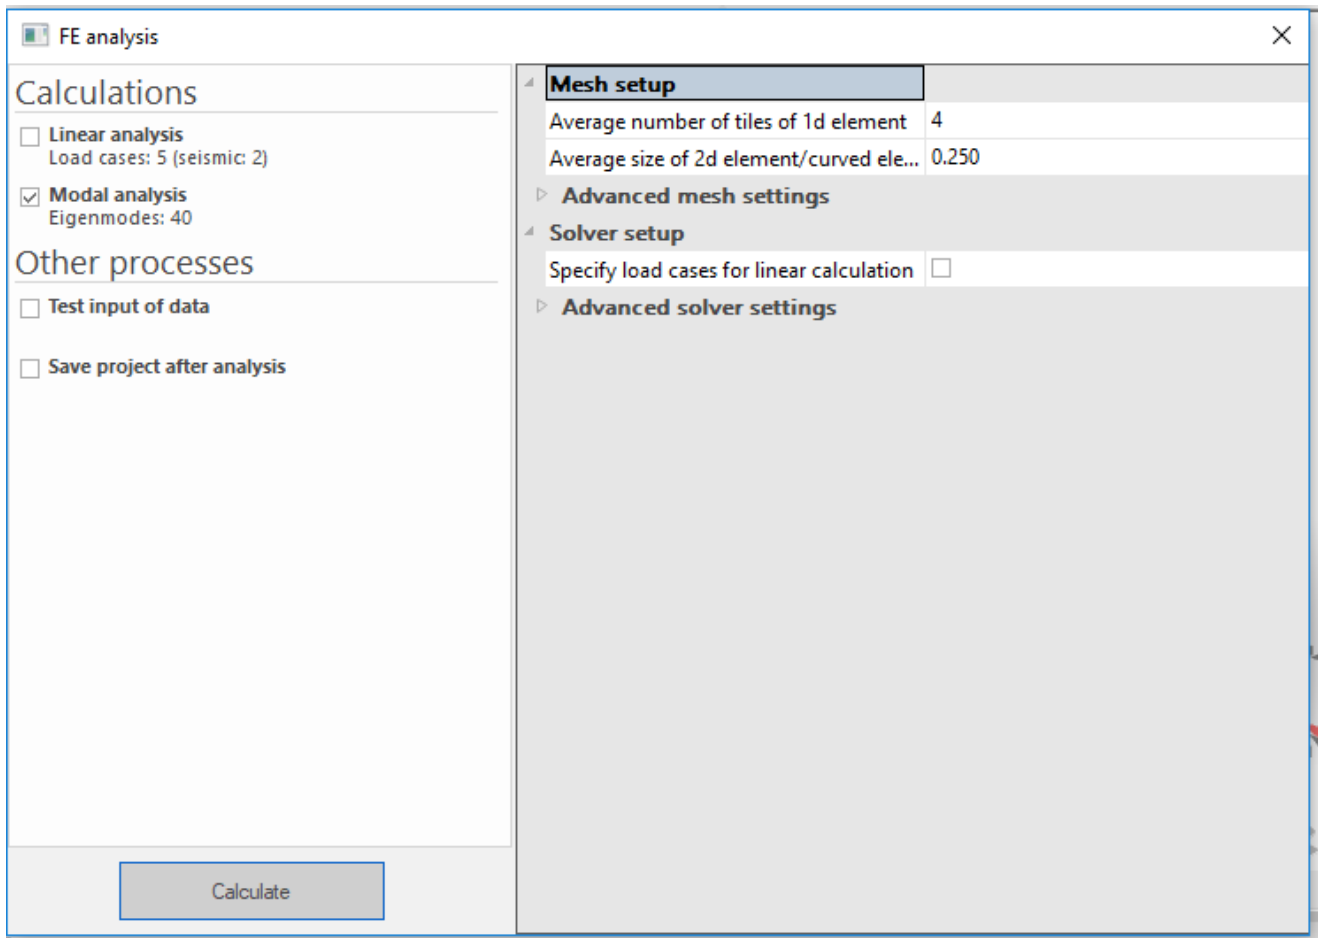 FE analysis
Calculations
Linear analysis
Load cases: 5 (seismic: 2)
Modal analysis
Eigenmodes: 40
Other processes
Test input of data
Save project after analysis
Calculate
Mesh setup
Average number of tiles of 1d element 4
Average size of 2d element/curved ele... 0.250
Advanced mesh settings
Solver setup
Specify load cases for linear calculation
Advanced solver settings